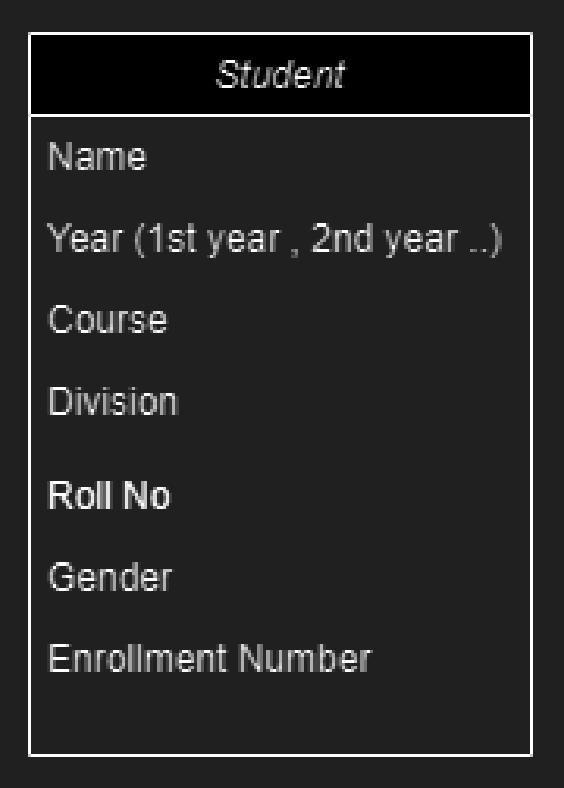 Student
Name
Year (1st year , 2nd year ..)
Course
Division
Roll No
Gender
Enrollment Number